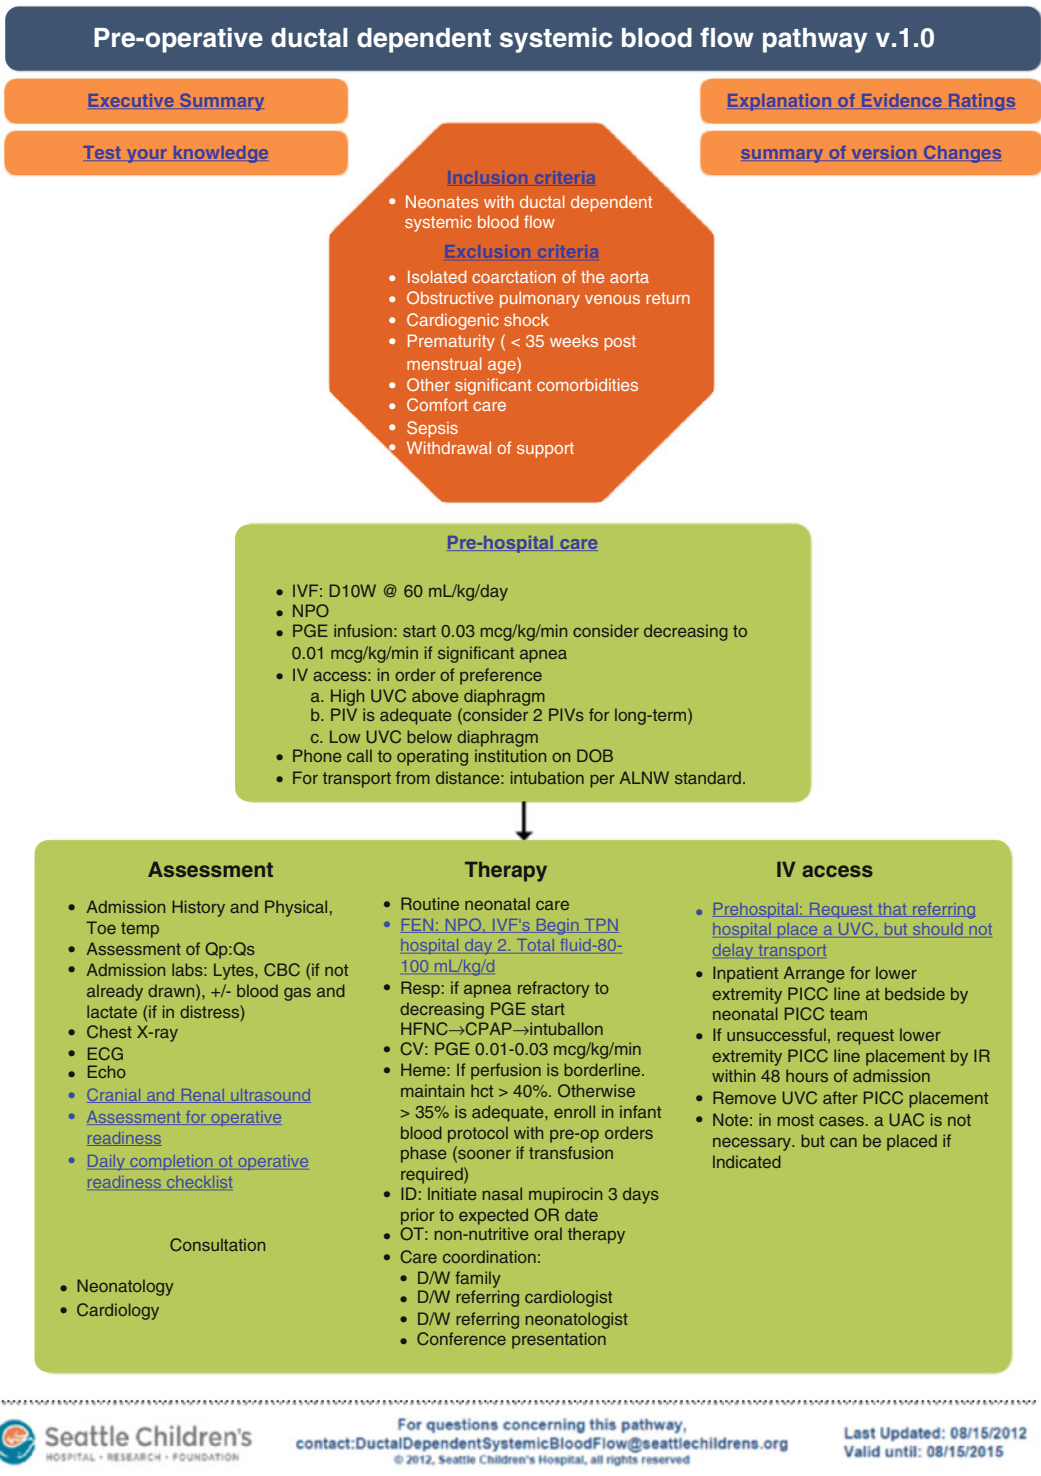 Pre-operative ductal dependent systemic blood flow pathway v.1.0
Executive Summary
Explanation of Evidence Ratings
Test your knowledge
summary of version Changes
Inclusion criteria
• Neonates with ductal dependent
systemic blood flow
Exclusion criteria
• Isolated coarctation of the aorta
• Obstructive pulmonary venous return
• Cardiogenic shock
• Prematurity ( < 35 weeks post
menstrual age)
• Other significant comorbidities
• Comfort care
• Sepsis
• Withdrawal of support
Pre-hospital care
• IVF: D10W @ 60 mL/kg/day
• NPO
• PGE infusion: start 0.03 mcg/kg/min consider decreasing to
0.01 mcg/kg/min if significant apnea
• IV access: in order of preference
a. High UVC above diaphragm
b. PIV is adequate (consider 2 PIVs for long-term)
c. Low UVC below diaphragm
• Phone call to operating institution on DOB
• For transport from distance: intubation per ALNW standard.
Assessment
• Admission History and Physical,
Toe temp
• Assessment of Qp:Qs
• Admission labs: Lytes, CBC (if not
already drawn), +/- blood gas and
lactate (if in distress)
• Chest X-ray
• ECG
• Echo
• Cranial and Renal ultrasound
• Assessment for operative
readiness
• Daily completion ot operative
readiness checklist
Consultation
• Neonatology
• Cardiology
Therapy
• Routine neonatal care
• FEN: NPO, IVF's Begin TPN
hospital day 2. Total fluid-80-
100 mL/kg/d
• Resp: if apnea refractory to
decreasing PGE start
HFNC→CPAP→intuballon
• CV: PGE 0.01-0.03 mcg/kg/min
• Heme: If perfusion is borderline.
maintain hct > 40%. Otherwise
> 35% is adequate, enroll in infant
blood protocol with pre-op orders
phase (sooner if transfusion
required)
• ID: Initiate nasal mupirocin 3 days
prior to expected OR date
• OT: non-nutritive oral therapy
• Care coordination:
• D/W family
• D/W referring cardiologist
• D/W referring neonatologist
• Conference presentation
IV access
• Prehospital: Request that referring
hospital place a UVC, but should not
delay transport
• Inpatient Arrange for lower
extremity PICC line at bedside by
neonatal PICC team
• If unsuccessful, request lower
extremity PICC line placement by IR
within 48 hours of admission
• Remove UVC after PICC placement
• Note: in most cases. a UAC is not
necessary. but can be placed if
Indicated
Seattle Children's
HOSPITAL • RESEARCH • FOUNDATION
For questions concerning this pathway,
contact:DuctalDependentSystemicBloodFlow@seattlechildrens.org
© 2012, Seattle Children's Hospital, all rights reserved
Last Updated: 08/15/2012
Valid until: 08/15/2015